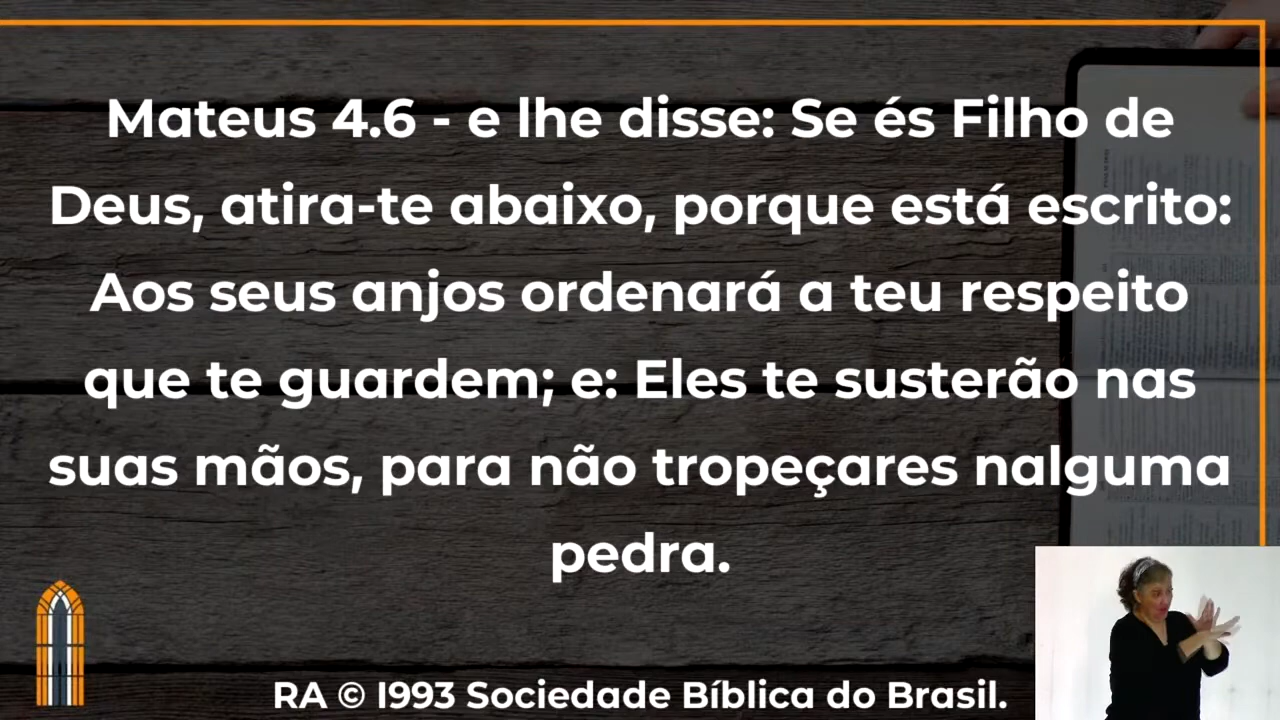 Mateus 4.6 - e lhe disse: Se és Filho de
Deus, atira-te abaixo, porque está escrito:
Aos seus anjos ordenará a teu respeito
que te guardem; e: Eles te susterão nas
suas mãos, para não tropeçares nalguma
pedra.
RA © I993 Sociedade Bíblica do Brasil.